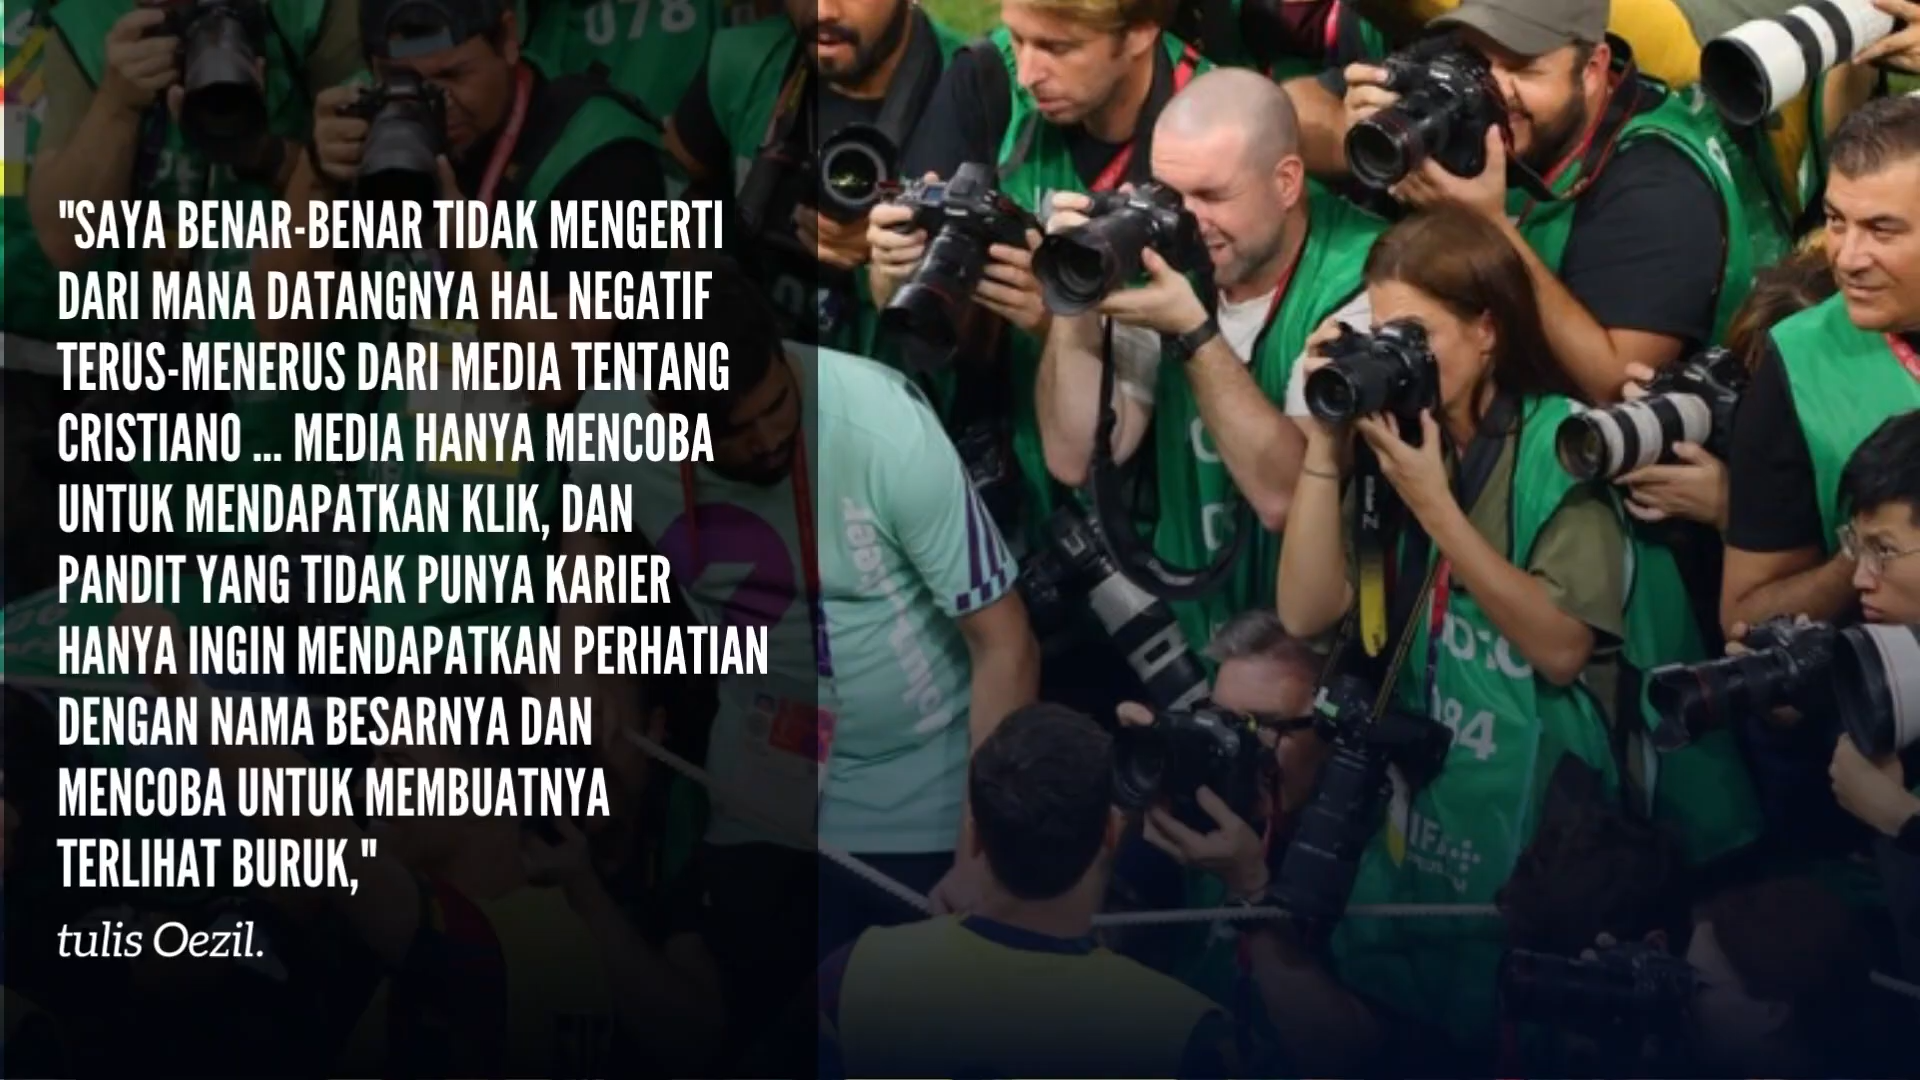 078
"SAYA BENAR-BENAR TIDAK MENGERTI
DARI MANA DATANGNYA HAL NEGATIF
TERUS-MENERUS DARI MEDIA TENTANG
CRISTIANO ... MEDIA HANYA MENCOBA
UNTUK MENDAPATKAN KLIK, DAN
PANDIT YANG TIDAK PUNYA KARIER
HANYA INGIN MENDAPATKAN PERHATIAN
DENGAN NAMA BESARNYA DAN
MENCOBA UNTUK MEMBUATNYA
TERLIHAT BURUK,"
tulis Oezil.
84